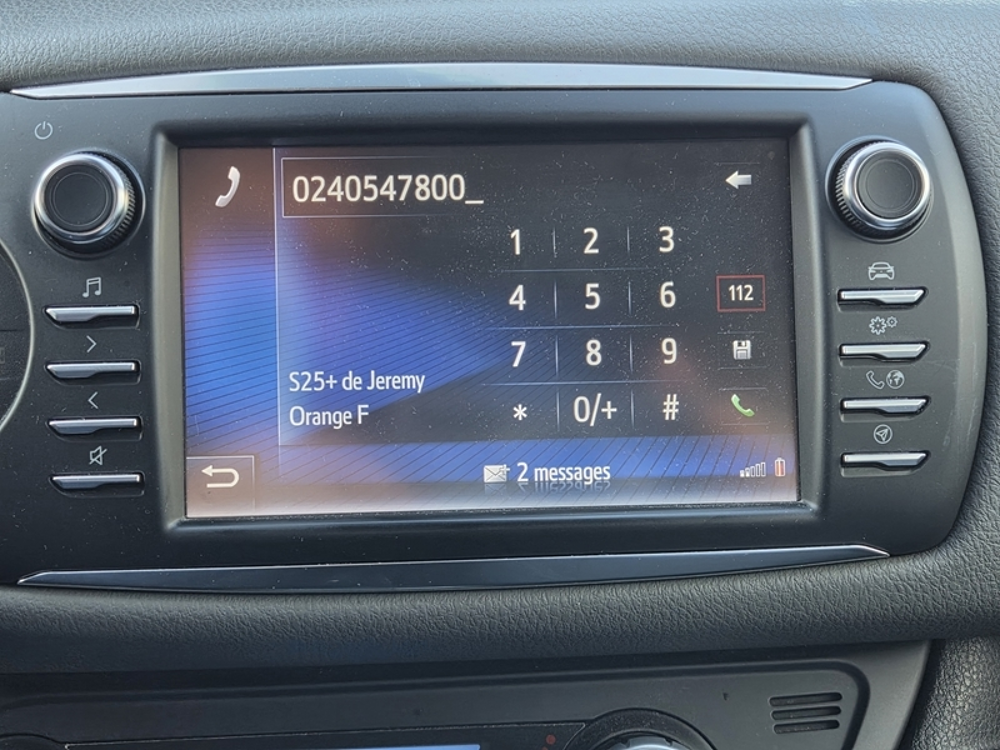 0240547800_
1 2 3
4 5 6 112
7 8 9
* 0/+ #
S25+ de Jeremy
Orange F
2 messages